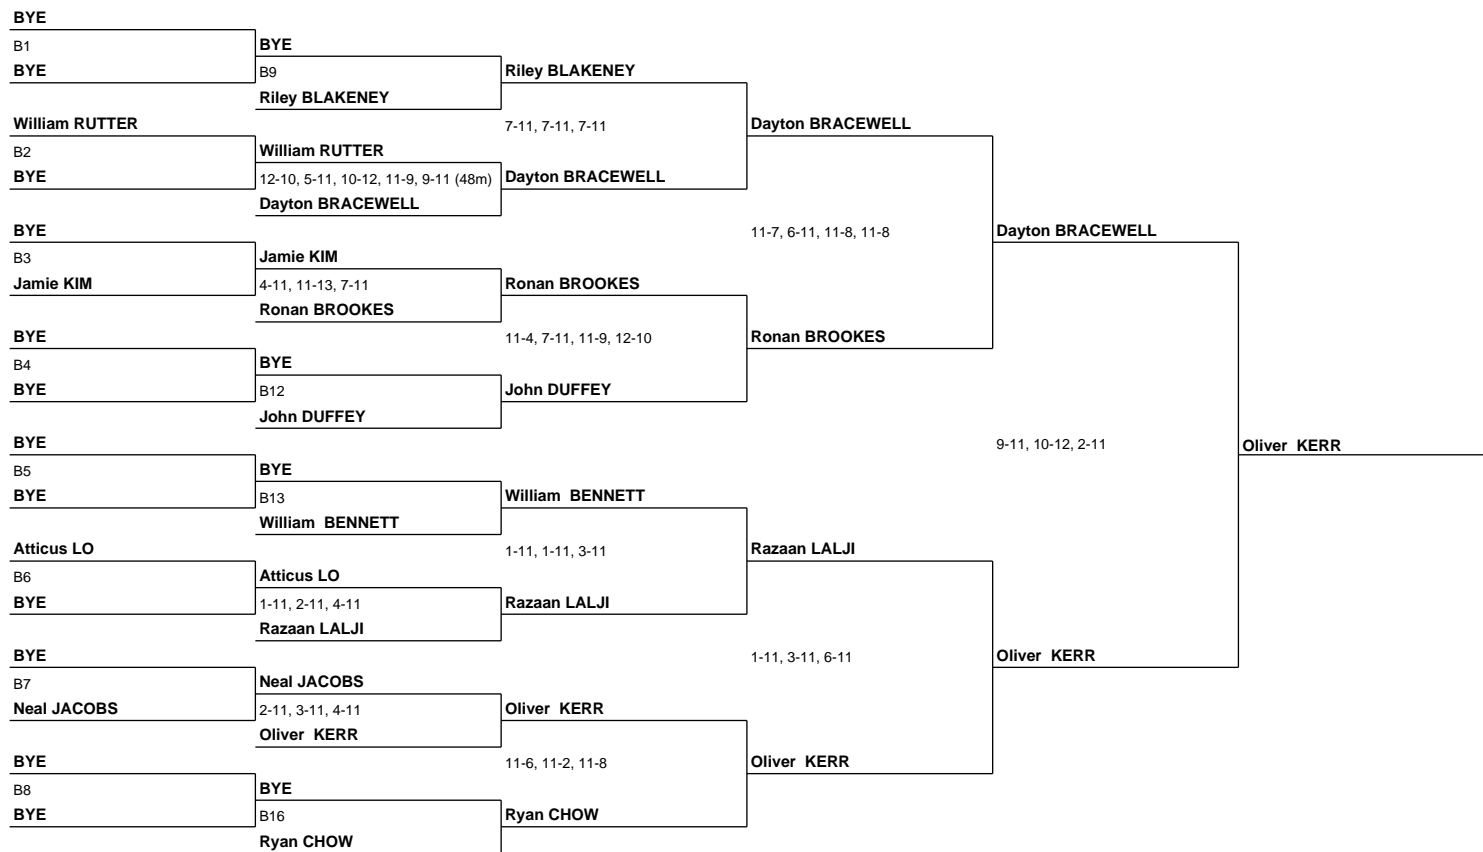 BYE
B1
BYE
William RUTTER
B2
BYE
BYE
B3
Jamie KIM
BYE
B4
BYE
BYE
B5
BYE
Atticus LO
B6
BYE
BYE
B7
Neal JACOBS
BYE
B8
BYE
BYE
B9
Riley BLAKENEY
William RUTTER
12-10, 5-11, 10-12, 11-9, 9-11 (48m)
Dayton BRACEWELL
Jamie KIM
4-11, 11-13, 7-11
Ronan BROOKES
BYE
B12
John DUFFEY
BYE
B13
William  BENNETT
Atticus LO
1-11, 2-11, 4-11
Razaan LALJI
Neal JACOBS
2-11, 3-11, 4-11
Oliver  KERR
BYE
B16
Ryan CHOW
Riley BLAKENEY
7-11, 7-11, 7-11
Dayton BRACEWELL
Ronan BROOKES
11-4, 7-11, 11-9, 12-10
John DUFFEY
William  BENNETT
1-11, 1-11, 3-11
Razaan LALJI
Oliver  KERR
11-6, 11-2, 11-8
Ryan CHOW
Dayton BRACEWELL
11-7, 6-11, 11-8, 11-8
Ronan BROOKES
Razaan LALJI
1-11, 3-11, 6-11
Oliver  KERR
Dayton BRACEWELL
9-11, 10-12, 2-11
Oliver  KERR
Oliver  KERR